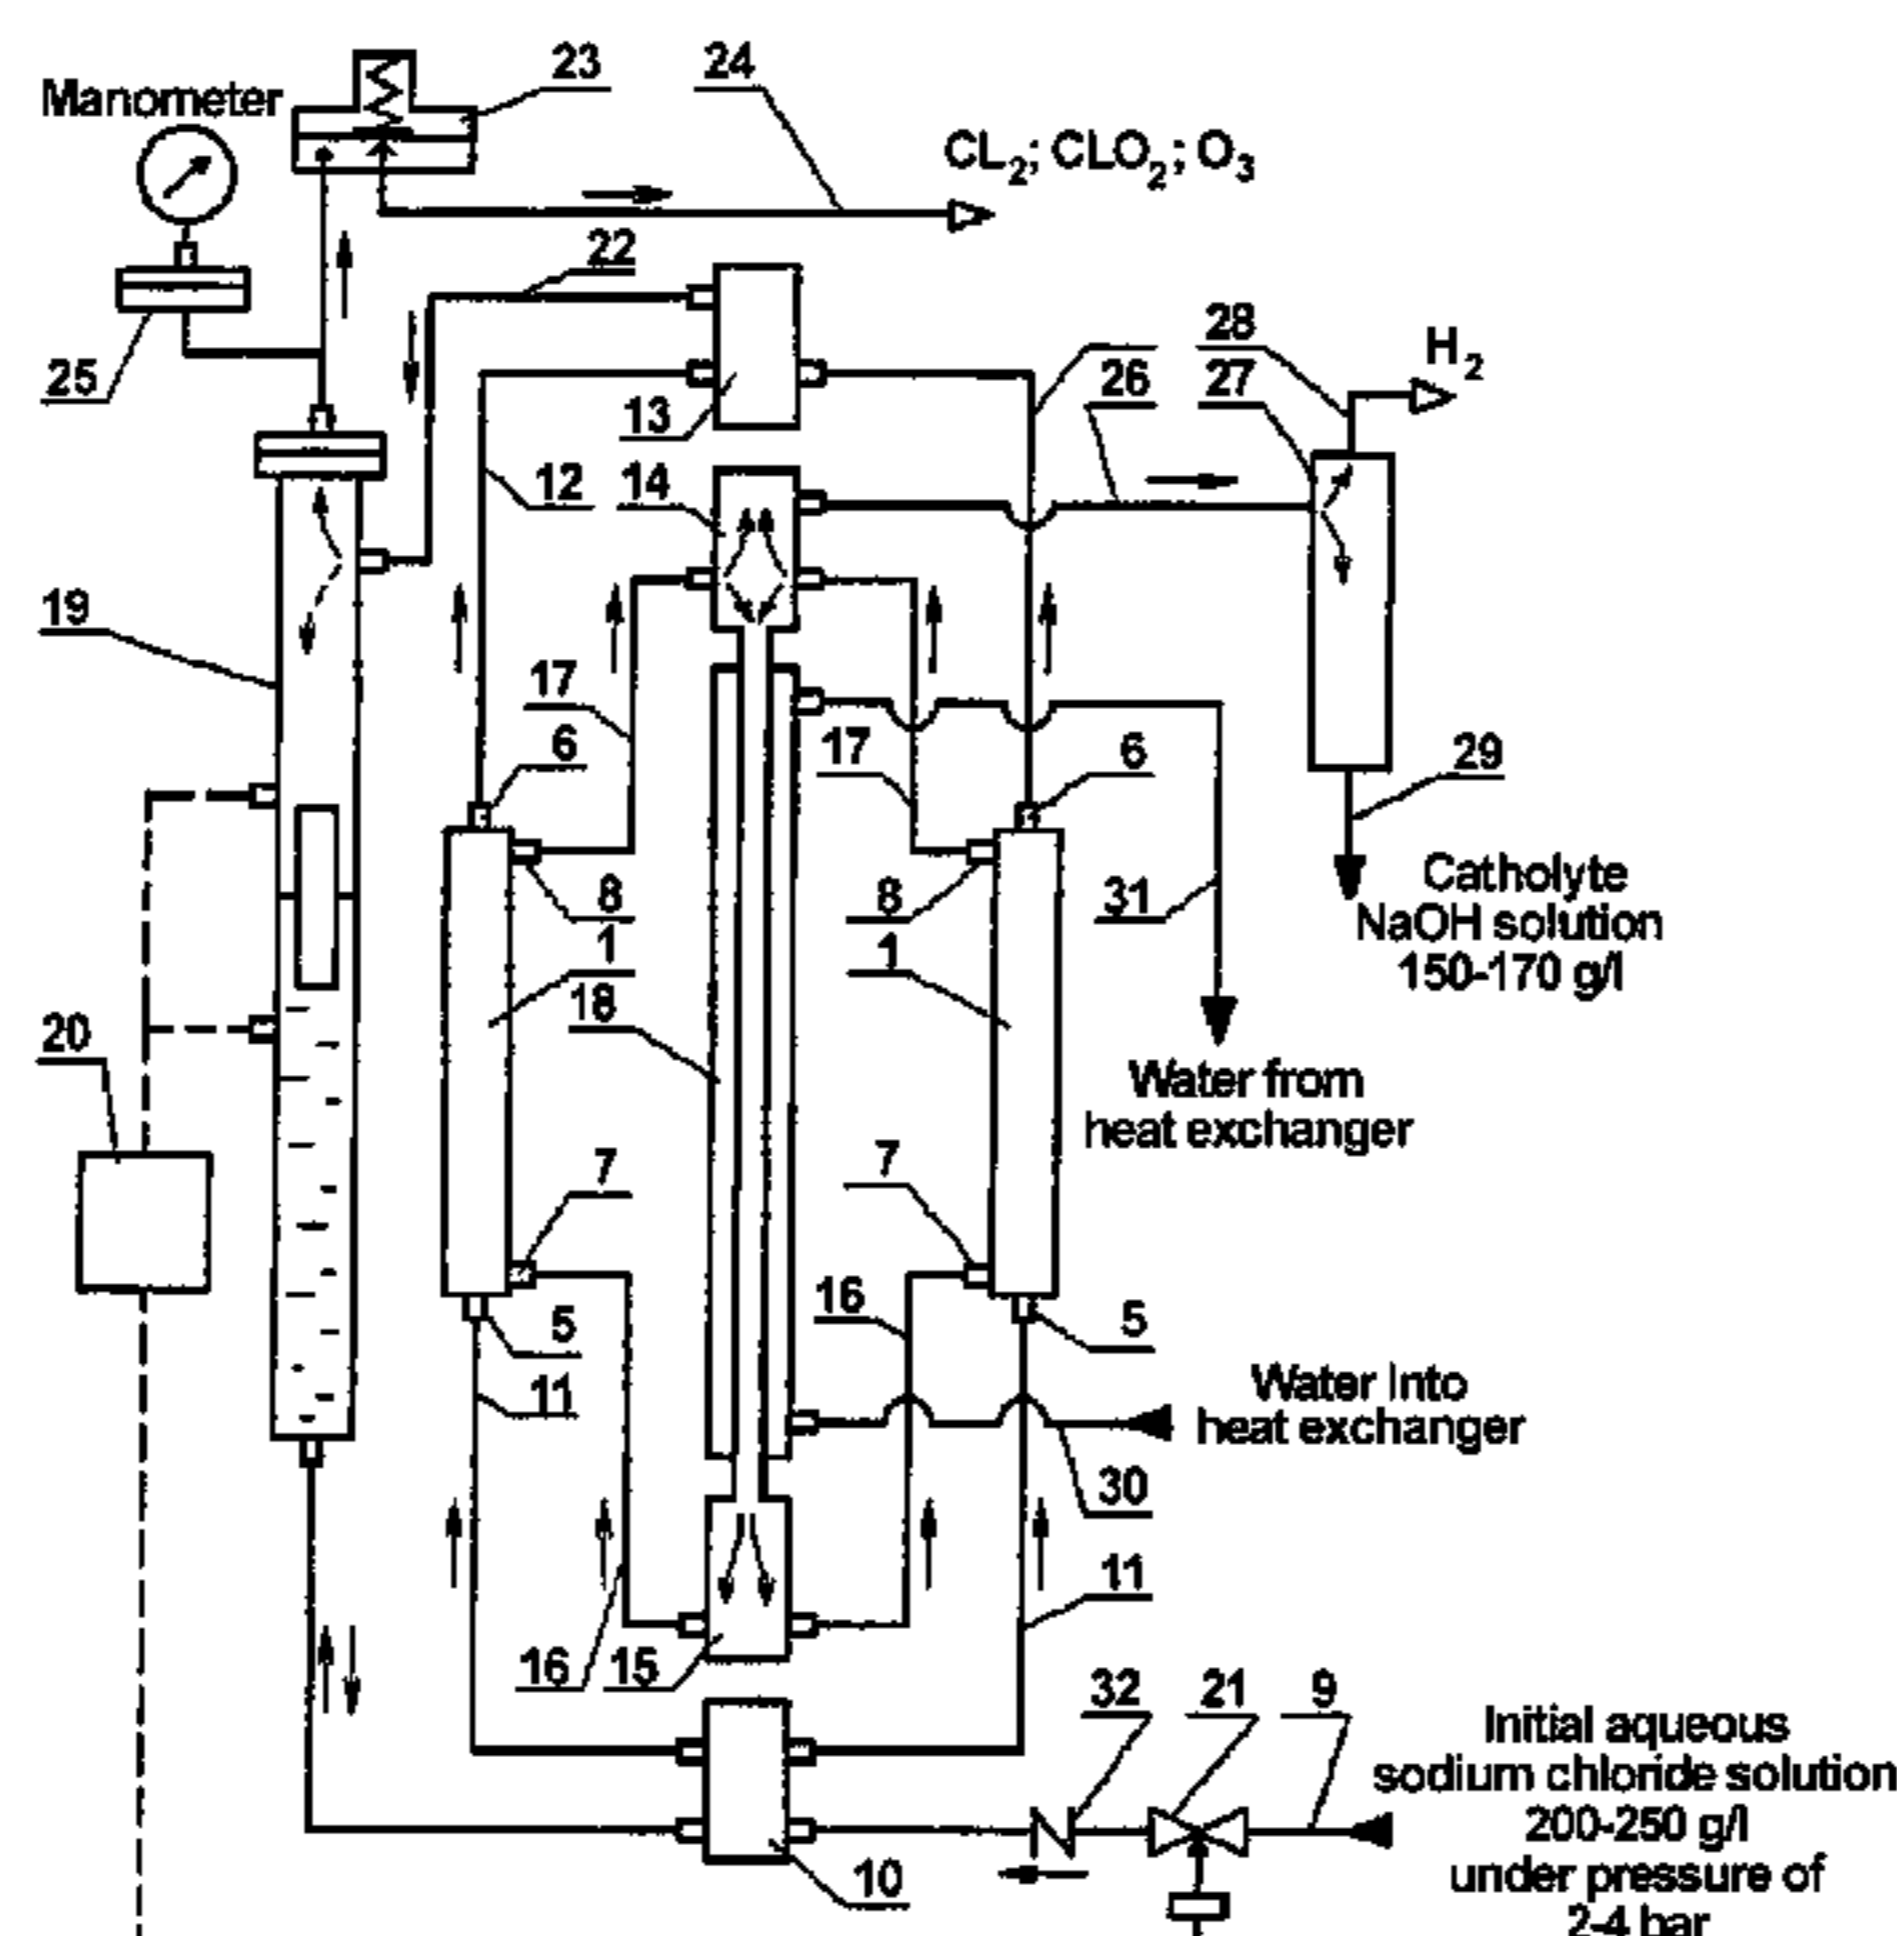 23
24
Manometer
CL2; CLO2; O3
22
28
H2
25
26
27
13
12
14
19
17
6
17
6
29
8
8
31
Catholyte
NaOH solution
150-170 g/l
1
1
18
20
Water from
heat exchanger
7
7
16
5
5
11
Water into
heat exchanger
30
11
16
15
32
21
9
Initial aqueous
sodium chloride solution
200-250 g/l
under pressure of
2-4 bar
10